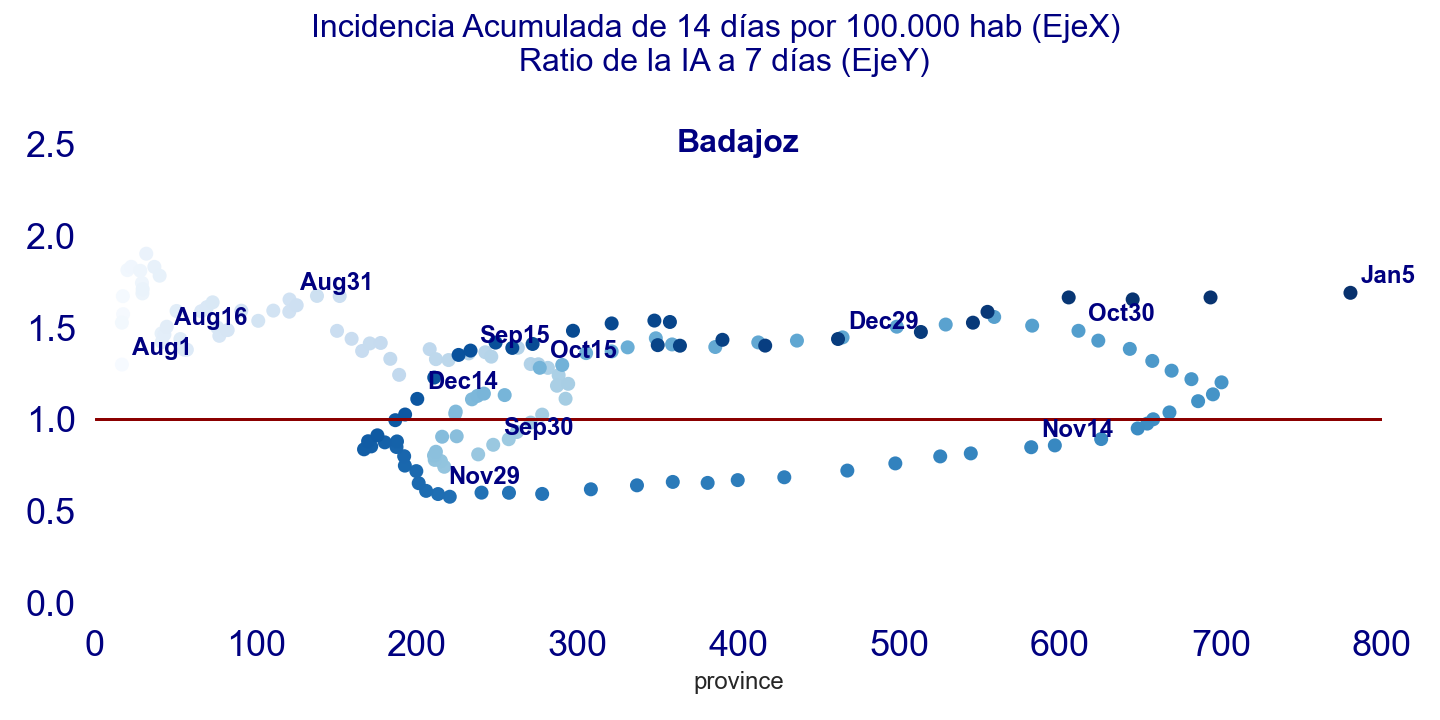 Incidencia Acumulada de 14 días por 100.000 hab (EjeX)
Ratio de la IA a 7 días (EjeY)
Badajoz
2.5
2.0
1.5
1.0
0.5
0.0
Jan5
Aug31
Oct30
Aug16
Dec29
Sep15
Aug1
Oct15
Dec14
Sep30
Nov14
Nov29
0 100 200 300 400 500 600 700 800
province